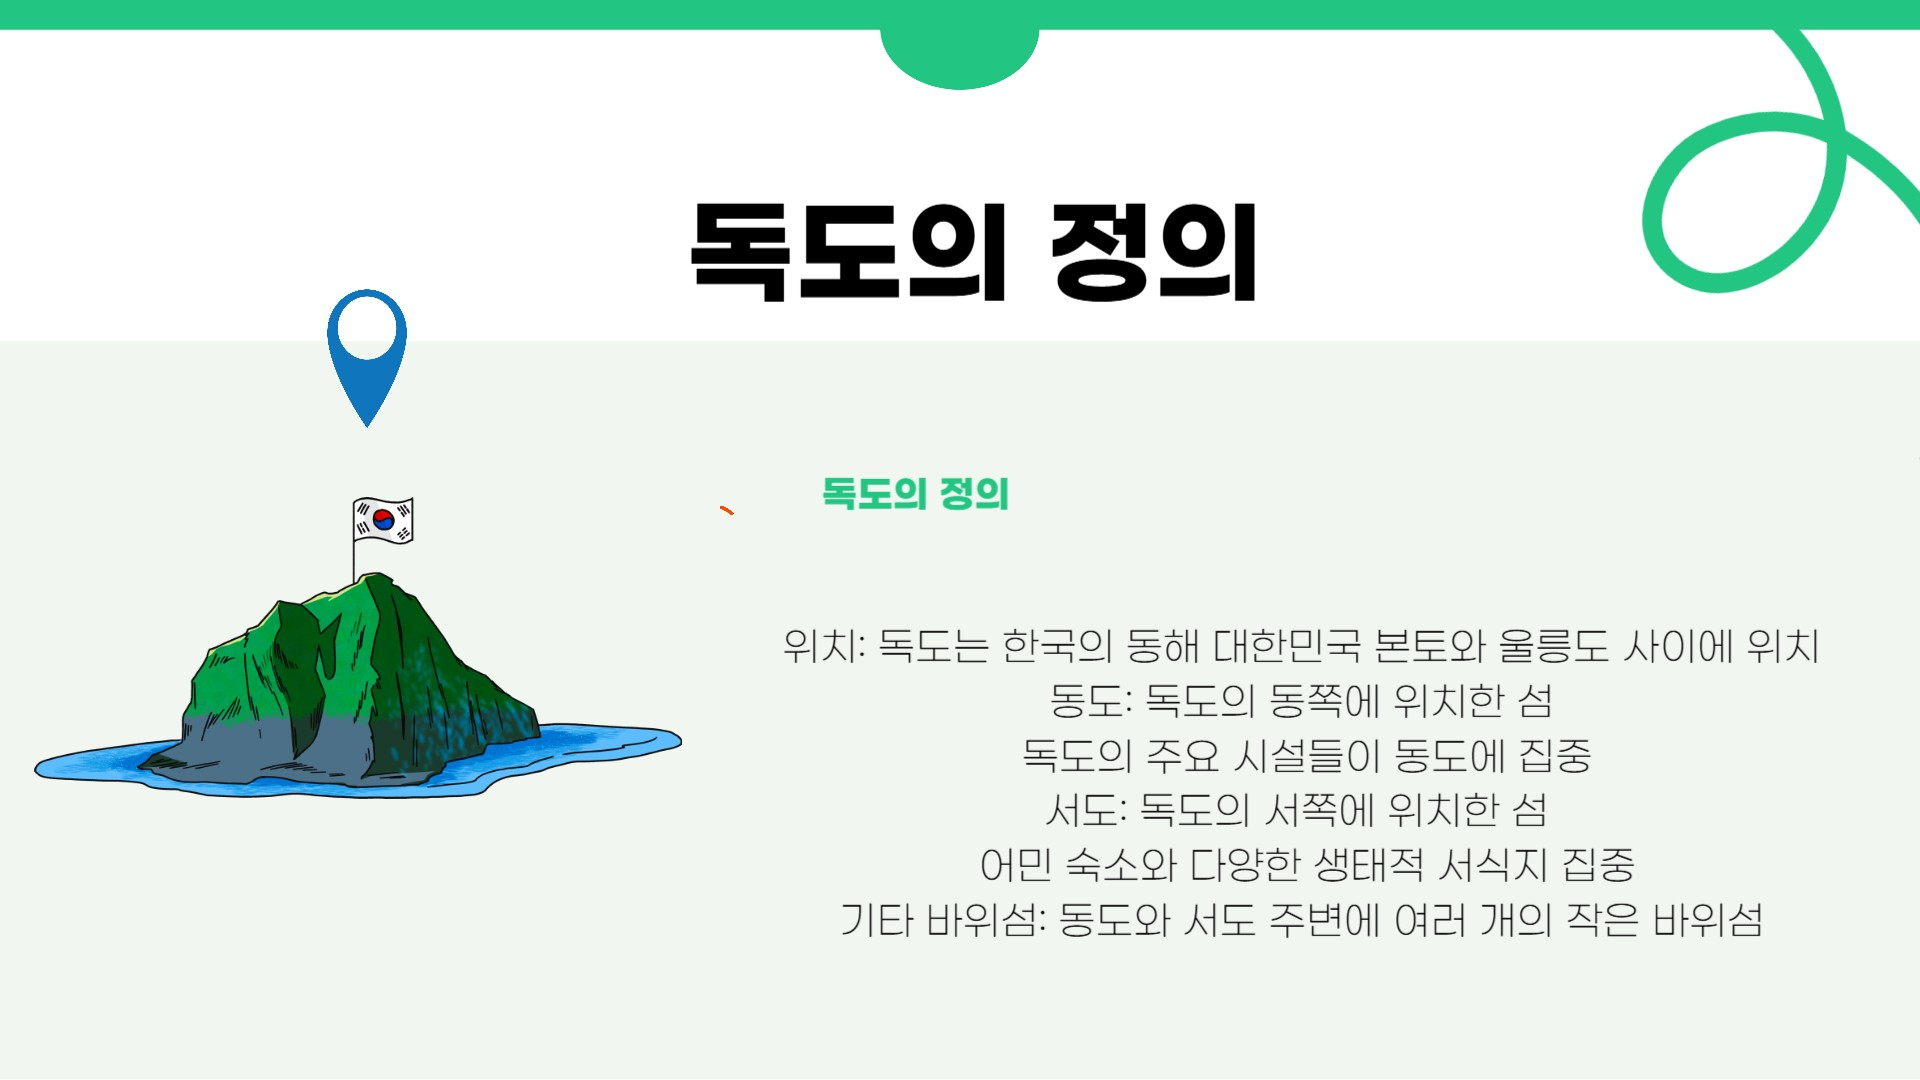 독도의 정의
독도의 정의
위치: 독도는 한국의 동해 대한민국 본토와 울릉도 사이에 위치
동도: 독도의 동쪽에 위치한 섬
독도의 주요 시설들이 동도에 집중
서도: 독도의 서쪽에 위치한 섬
어민 숙소와 다양한 생태적 서식지 집중
기타 바위섬: 동도와 서도 주변에 여러 개의 작은 바위섬